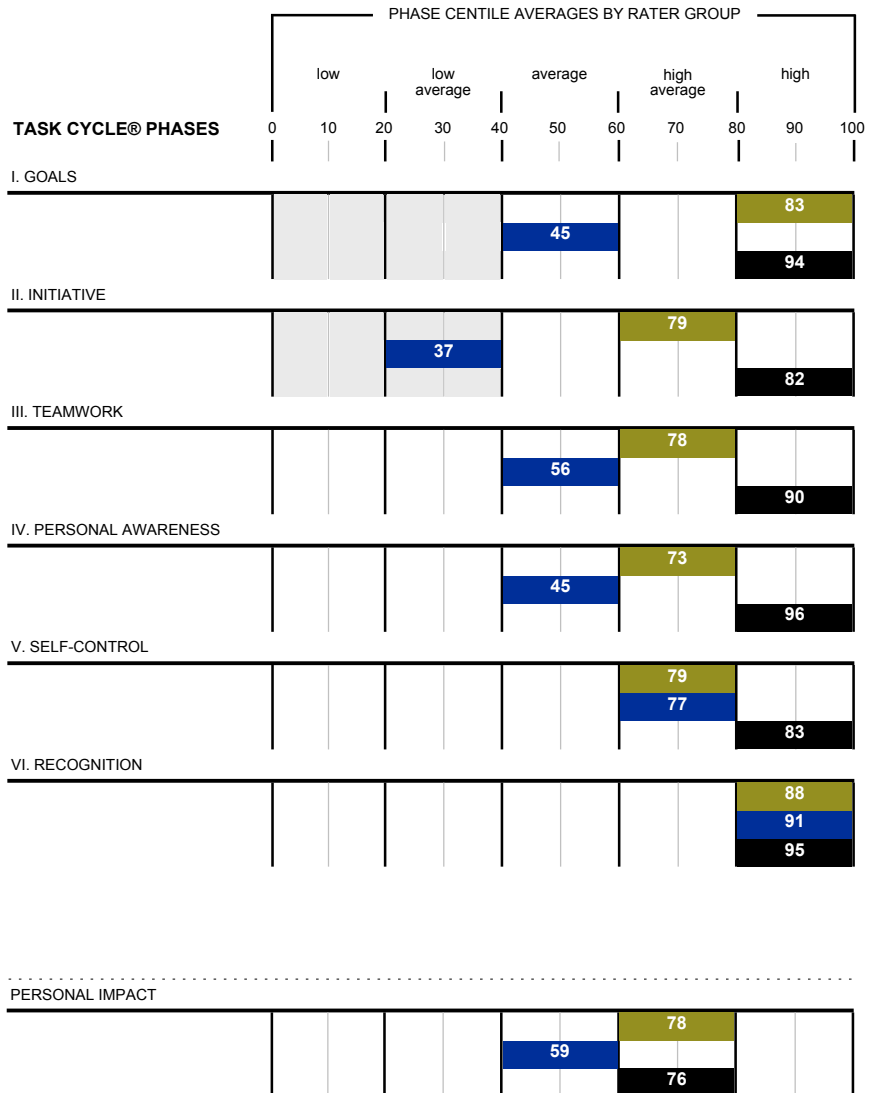 PHASE CENTILE AVERAGES BY RATER GROUP
low low average high high
average average
TASK CYCLE® PHASES 0 10 20 30 40 50 60 70 80 90 100
I. GOALS
83
45
94
II. INITIATIVE
79
37
82
III. TEAMWORK
78
56
90
IV. PERSONAL AWARENESS
73
45
96
V. SELF-CONTROL
79
77
83
VI. RECOGNITION
88
91
95
PERSONAL IMPACT
78
59
76